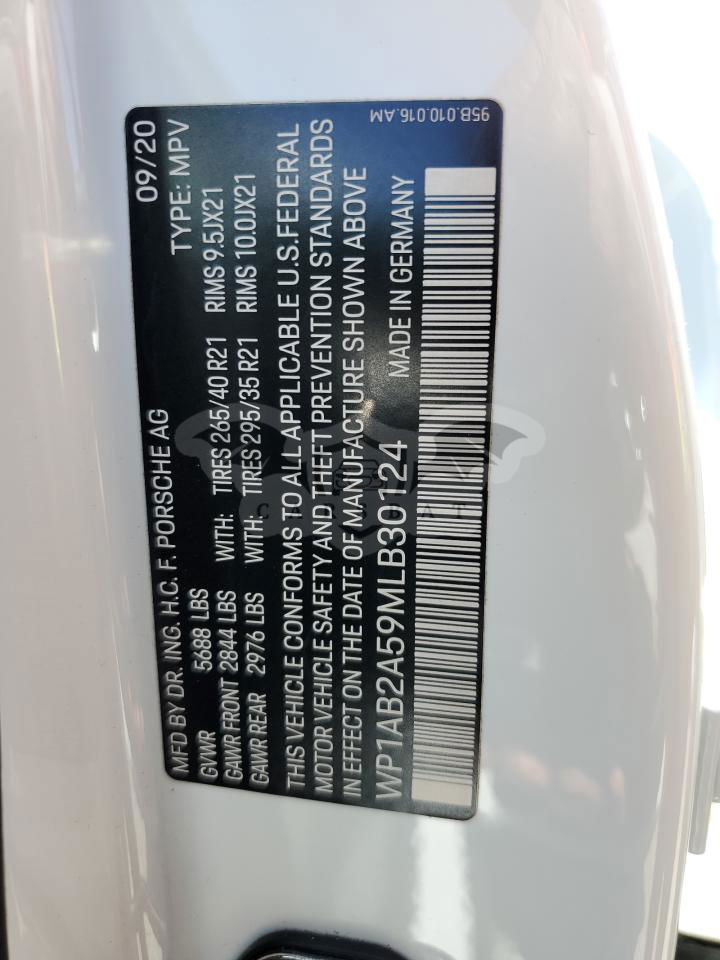 MFD BY DR. ING. H.C. F. PORSCHE AG 09/20
GVWR 5688 LBS TYPE: MPV
GAWR FRONT 2844 LBS WITH: TIRES 265/40 R21 RIMS 9.5JX21
GAWR REAR 2976 LBS WITH: TIRES 295/35 R21 RIMS 10.0JX21
THIS VEHICLE CONFORMS TO ALL APPLICABLE U.S.FEDERAL
MOTOR VEHICLE SAFETY AND THEFT PREVENTION STANDARDS
IN EFFECT ON THE DATE OF MANUFACTURE SHOWN ABOVE
WP1AB2A59MLB30124 MADE IN GERMANY
95B.010.016.AM